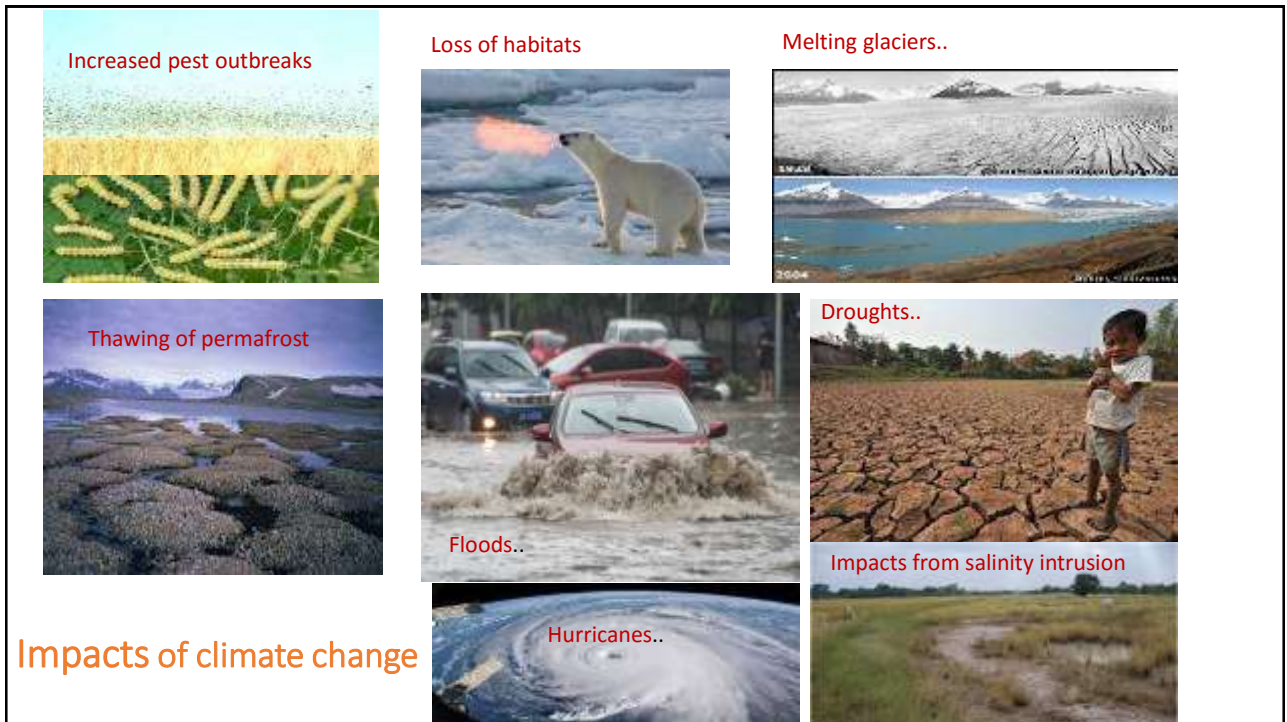 Increased pest outbreaks
Loss of habitats
Melting glaciers..
2004
Thawing of permafrost
Floods..
Droughts..
Impacts from salinity intrusion
Hurricanes..
Impacts of climate change